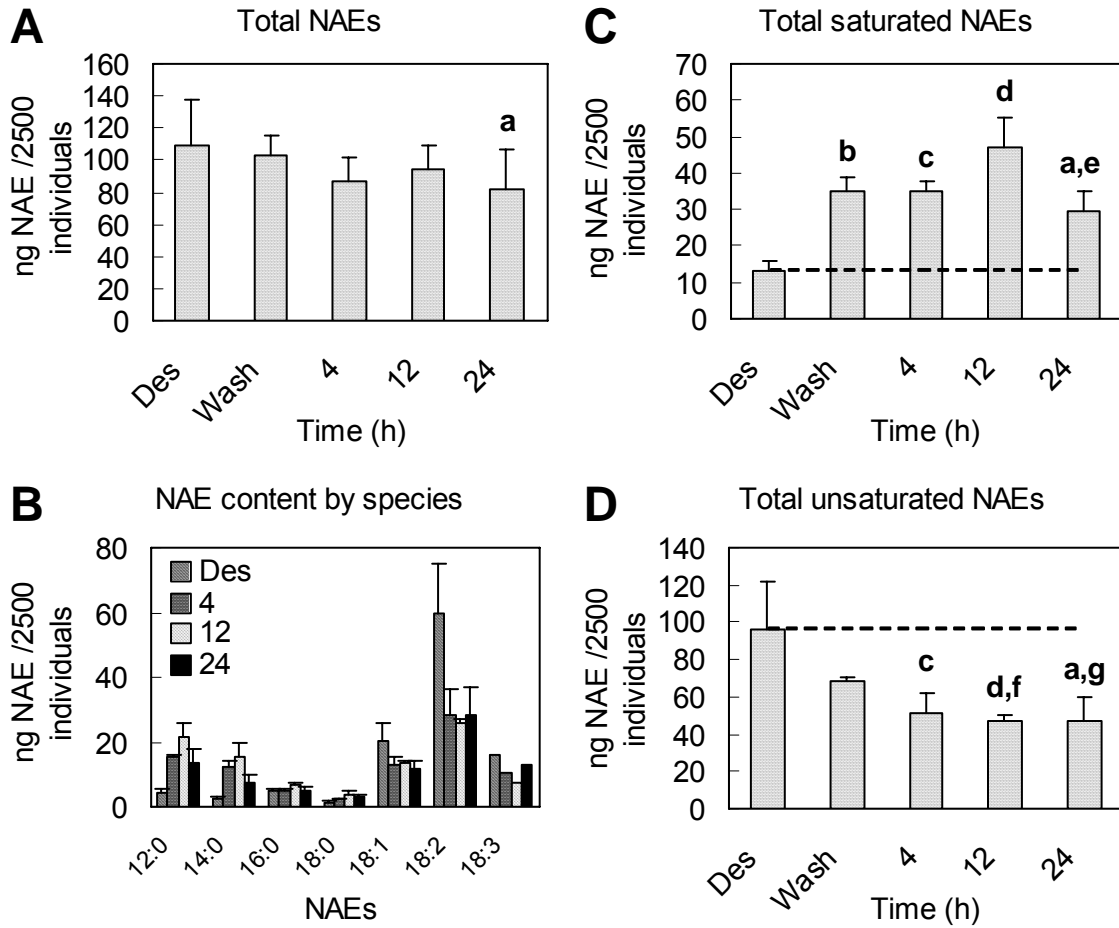 A
Total NAEs
ng NAE /2500
individuals
160
140
120
100
80
60
40
20
0
a
Des
Wash
4
12
24
Time (h)
C
Total saturated NAEs
ng NAE /2500
individuals
70
60
50
40
30
20
10
0
b
c
d
a,e
Des
Wash
4
12
24
Time (h)
B
NAE content by species
ng NAE /2500
individuals
80
60
40
20
0
Des
4
12
24
12:0
14:0
16:0
18:0
18:1
18:2
18:3
NAEs
D
Total unsaturated NAEs
ng NAE /2500
individuals
140
120
100
80
60
40
20
0
c
d,f
a,g
Des
Wash
4
12
24
Time (h)